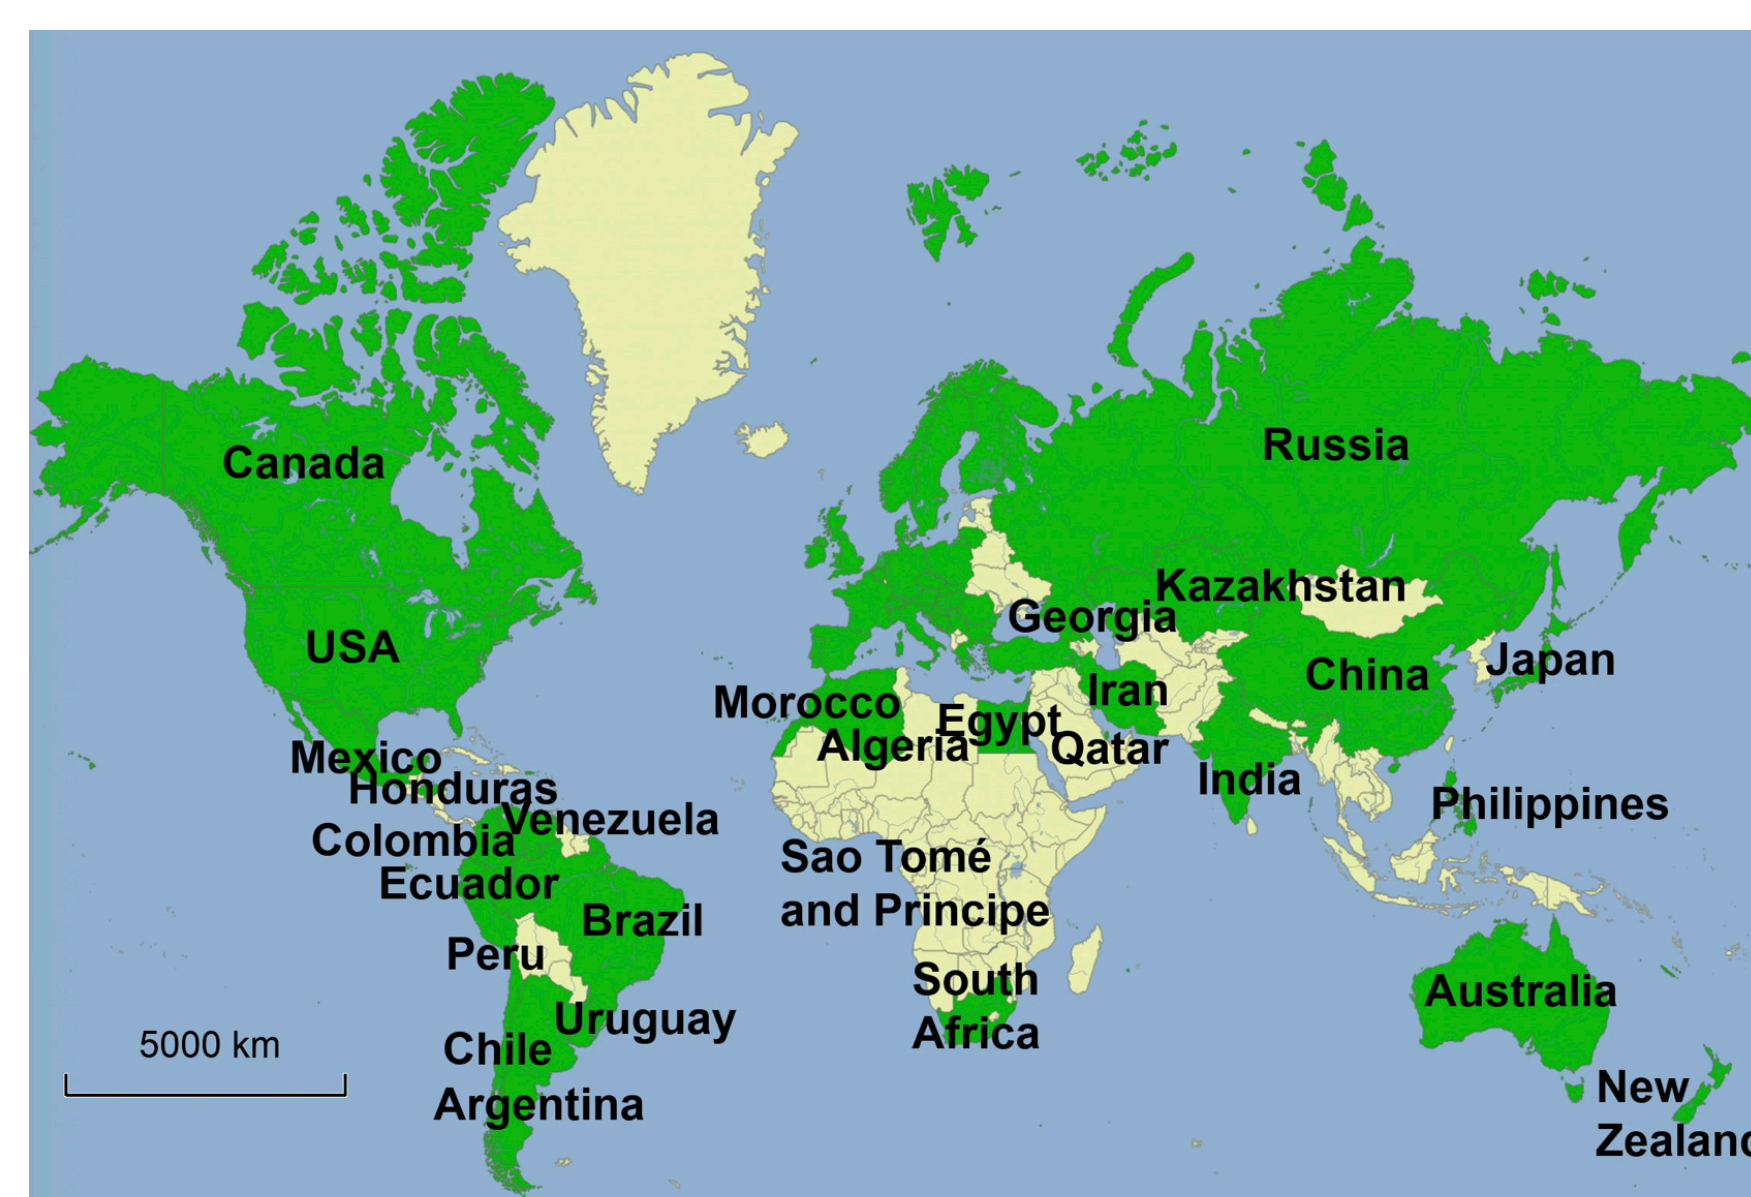 Canada
Russia
Kazakhstan
Georgia
USA
Japan
China
Iran
Morocco
Egypt
Algeria
Qatar
Mexico
Honduras
India
Philippines
Venezuela
Colombia
Sao Tomé
and Principe
Ecuador
Brazil
Peru
South
Africa
Australia
Uruguay
5000 km
Chile
Argentina
New
Zealand